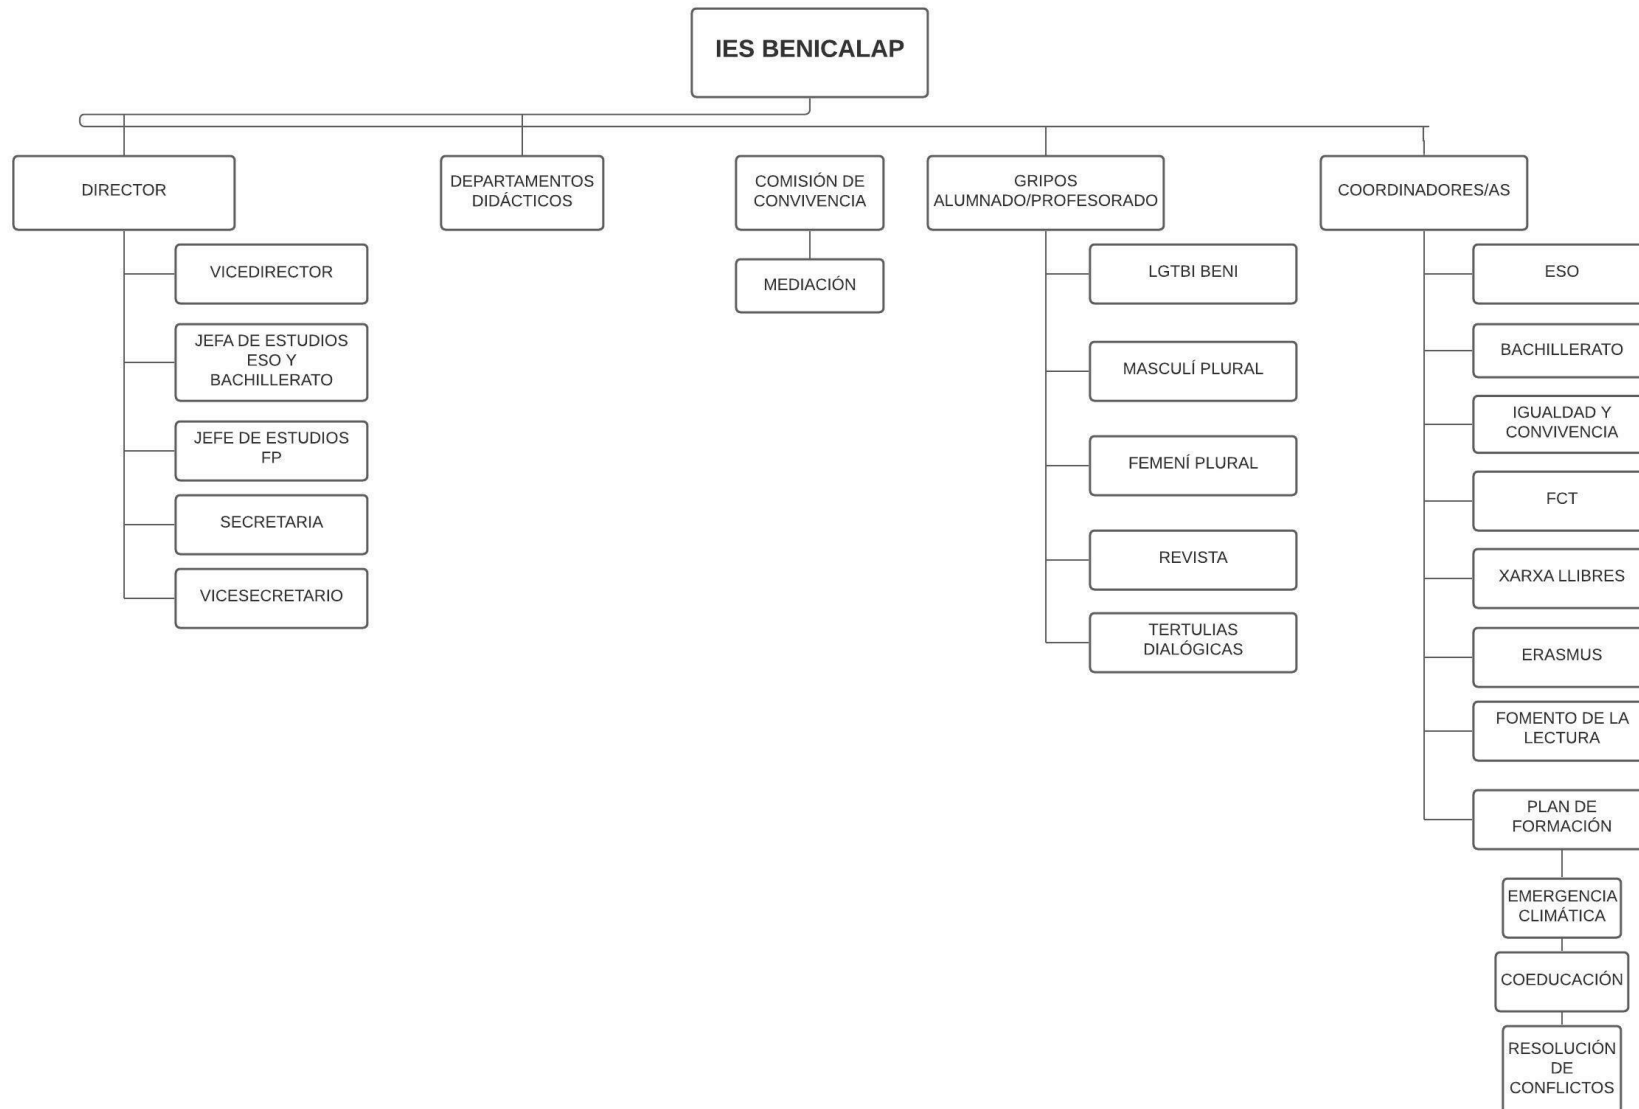 IES BENICALAP
DIRECTOR
VICEDIRECTOR
JEFA DE ESTUDIOS
ESO Y
BACHILLERATO
JEFE DE ESTUDIOS
FP
SECRETARIA
VICESECRETARIO
DEPARTAMENTOS
DIDÁCTICOS
COMISIÓN DE
CONVIVENCIA
MEDIACIÓN
GRIPOS
ALUMNADO/PROFESORADO
LGTBI BENI
MASCULÍ PLURAL
FEMENÍ PLURAL
REVISTA
TERTULIAS
DIALÓGICAS
COORDINADORES/AS
ESO
BACHILLERATO
IGUALDAD Y
CONVIVENCIA
FCT
XARXA LLIBRES
ERASMUS
FOMENTO DE LA
LECTURA
PLAN DE
FORMACIÓN
EMERGENCIA
CLIMÁTICA
COEDUCACIÓN
RESOLUCIÓN
DE
CONFLICTOS